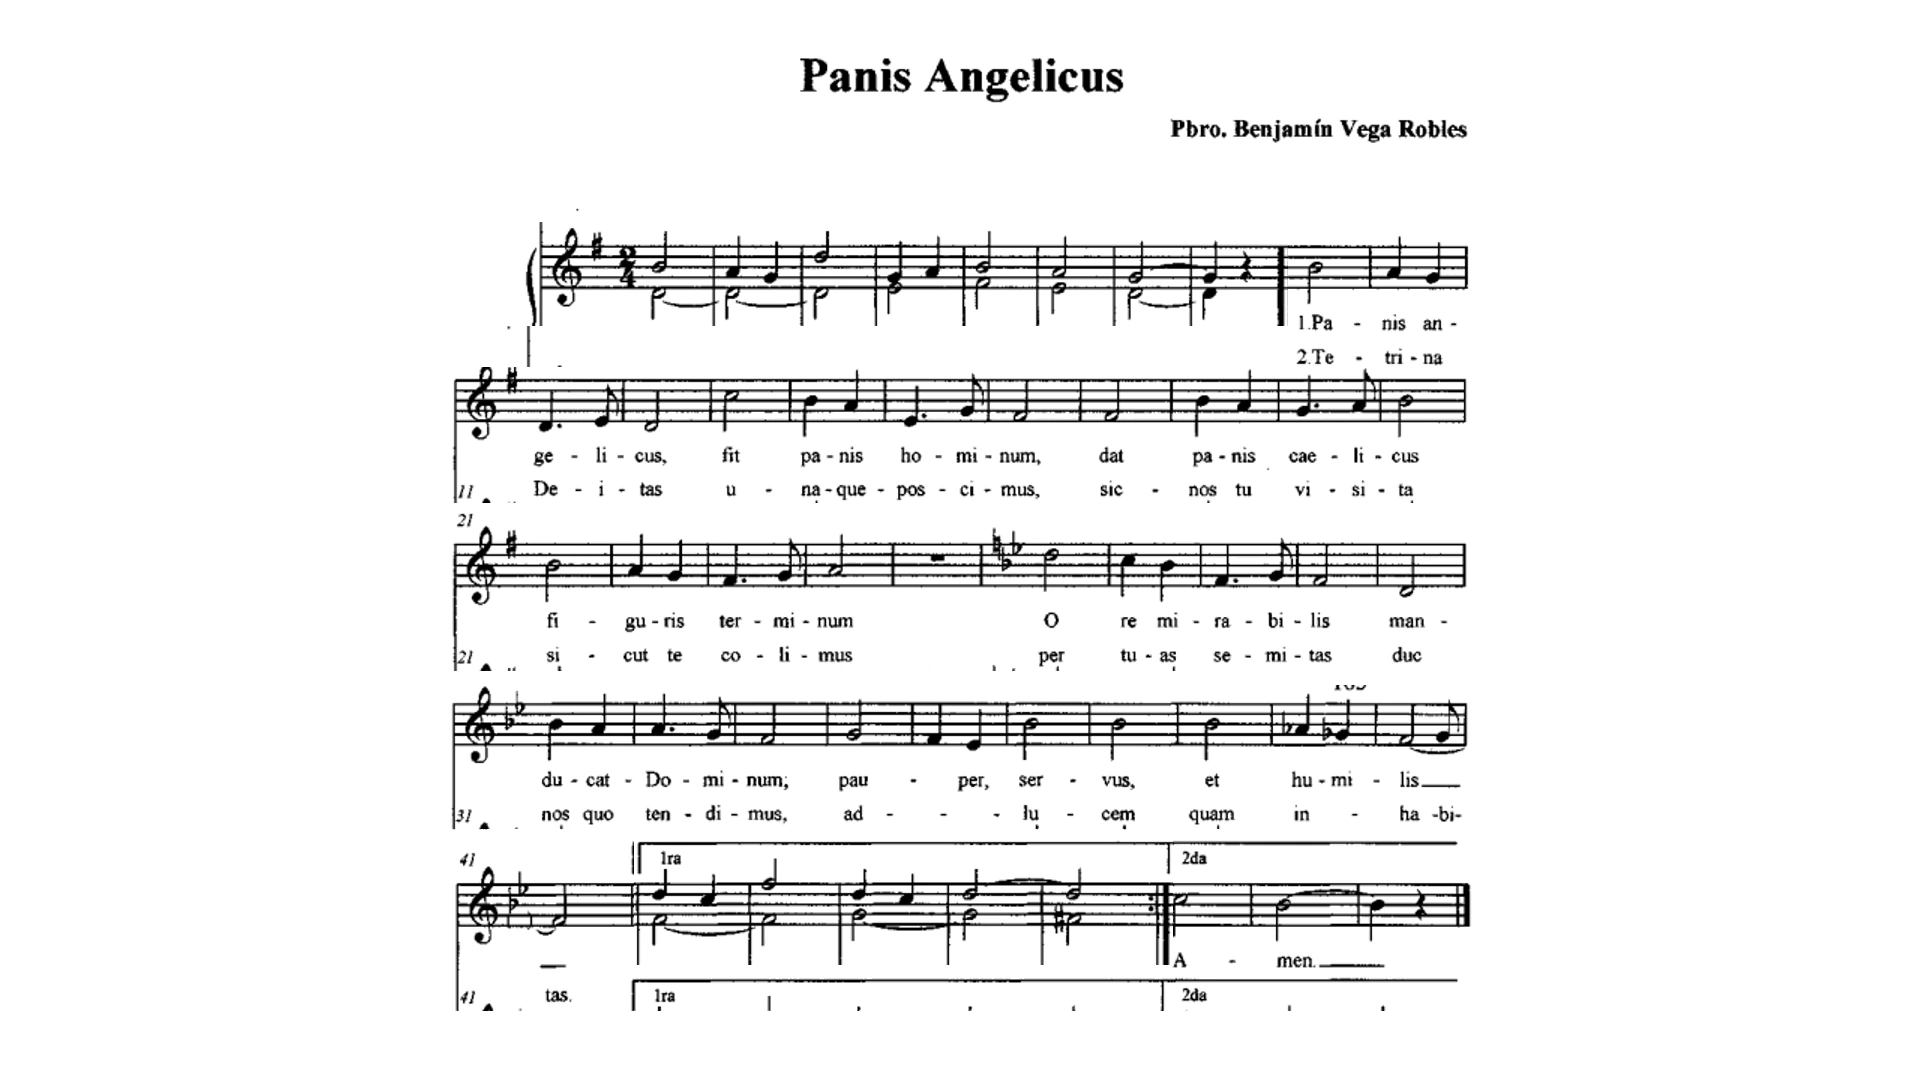 Panis Angelicus
Pbro. Benjamín Vega Robles
2
4
1.Pa - nis an -
2.Te - tri - na
ge - li - cus, fit pa - nis ho - mi - num, dat pa - nis cae - li - cus
11 De - i - tas u - na - que - pos - ci - mus, sic - nos tu vi - si - ta
21
fi - gu - ris ter - mi - num O re mi - ra - bi - lis man -
21 si - cut te co - li - mus per tu - as se - mi - tas duc
du - cat - Do - mi - num; pau - per, ser - vus, et hu - mi - lis
31 nos quo ten - di - mus, ad - - lu - cem quam in - ha -bi-
41 1ra 2da
A - men.
41 tas. 1ra 2da